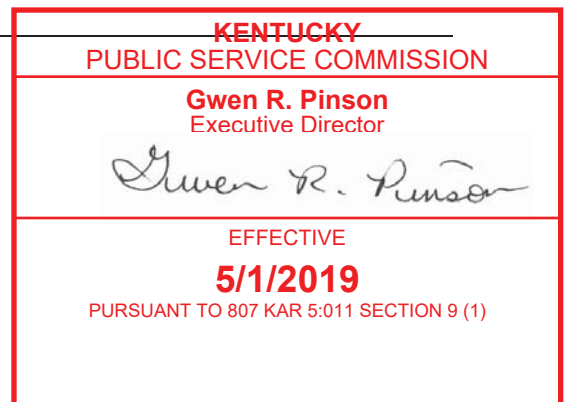 KENTUCKY
PUBLIC SERVICE COMMISSION
Gwen R. Pinson
Executive Director
Gwen R. Pinson
EFFECTIVE
5/1/2019
PURSUANT TO 807 KAR 5:011 SECTION 9 (1)